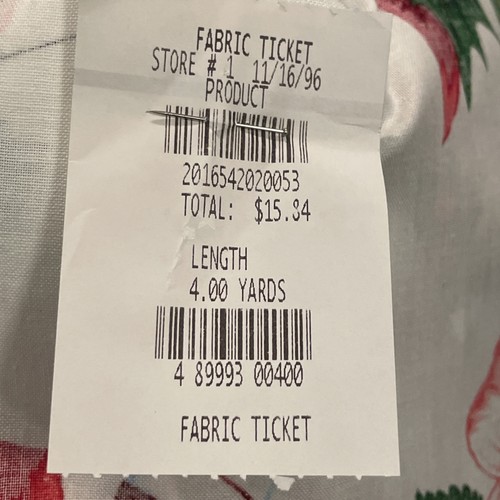 FABRIC TICKET
STORE # 1 11/16/96
PRODUCT
2016542020053
TOTAL: $15.84
LENGTH
4.00 YARDS
4 89993 00400
FABRIC TICKET